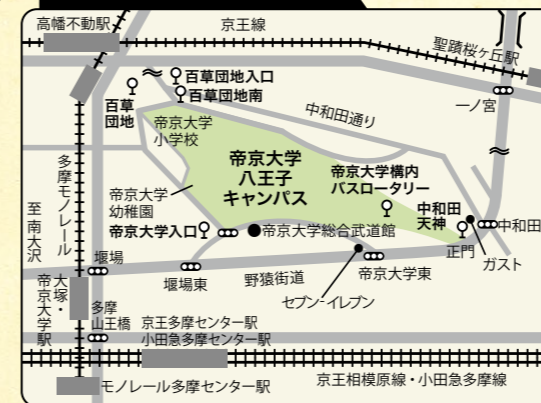 高幡不動駅
京王線
聖蹟桜ヶ丘駅
百草団地入口
百草団地南
百草
団地
一ノ宮
中和田通り
帝京大学
小学校
帝京大学
八王子
キャンパス
帝京大学構内
バスロータリー
多摩モノレール
至南大沢
帝京大学
幼稚園
中和田
天神
中和田
帝京大学入口
帝京大学総合武道館
正門
ガスト
堰場
堰場東
野猿街道
帝京大学東
セブン-イレブン
大塚・
帝京大学駅
多摩
山王橋
京王多摩センター駅
小田急多摩センター駅
モノレール多摩センター駅
京王相模原線・小田急多摩線